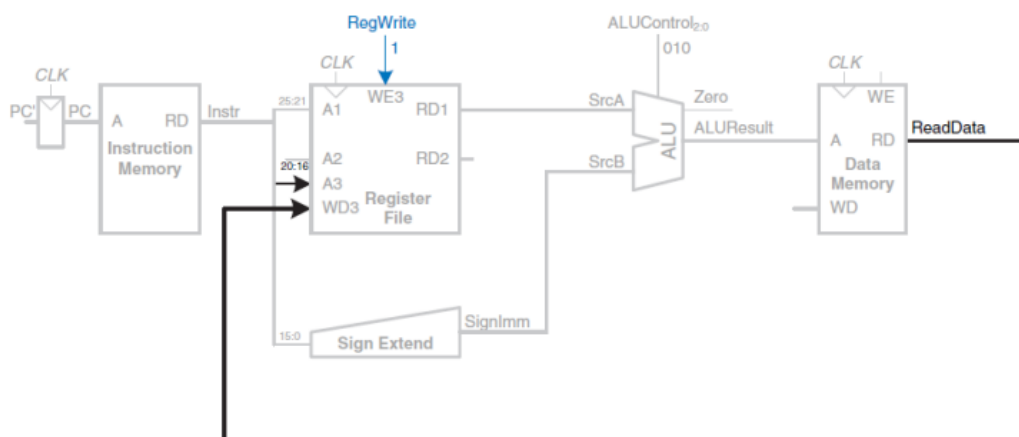 RegWrite
1
ALUControl2:0
010
CLK
CLK
CLK
PC'
PC
A
RD
Instr
Instruction
Memory
25:21
A1
WE3
RD1
A2
RD2
20:16
A3
WD3
Register
File
SrcA
SrcB
ALU
Zero
ALUResult
WE
A
RD
Data
Memory
WD
ReadData
15:0
Sign Extend
SignImm